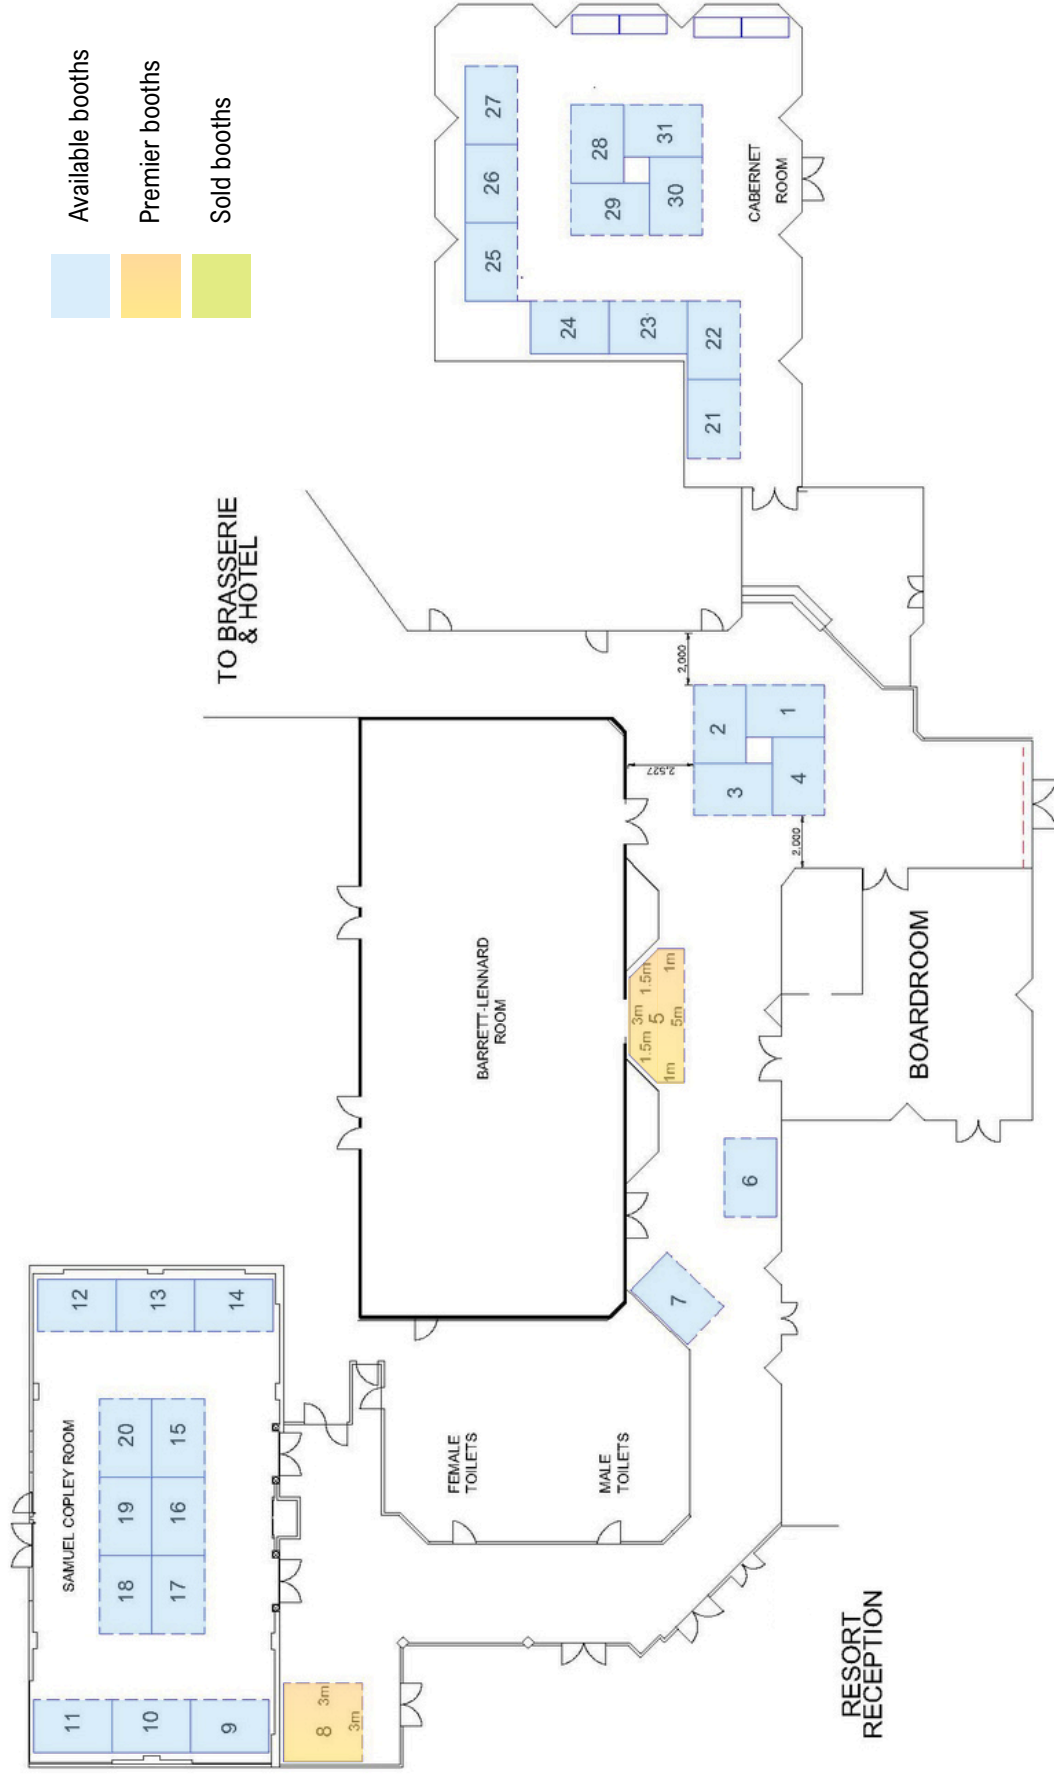 Available booths
Premier booths
Sold booths
TO BRASSERIE
& HOTEL
SAMUEL COPLEY ROOM
11
10
9
18
19
20
17
16
15
12
13
14
8
3m
3m
FEMALE
TOILETS
MALE
TOILETS
RESORT
RECEPTION
BARRETT-LENNARD
ROOM
7
6
1.5m
3m
1.5m
5
1m
5m
1m
BOARDROOM
2,527
2,000
2,000
2
3
1
4
21
22
23
24
25
26
27
28
29
31
30
CABERNET
ROOM